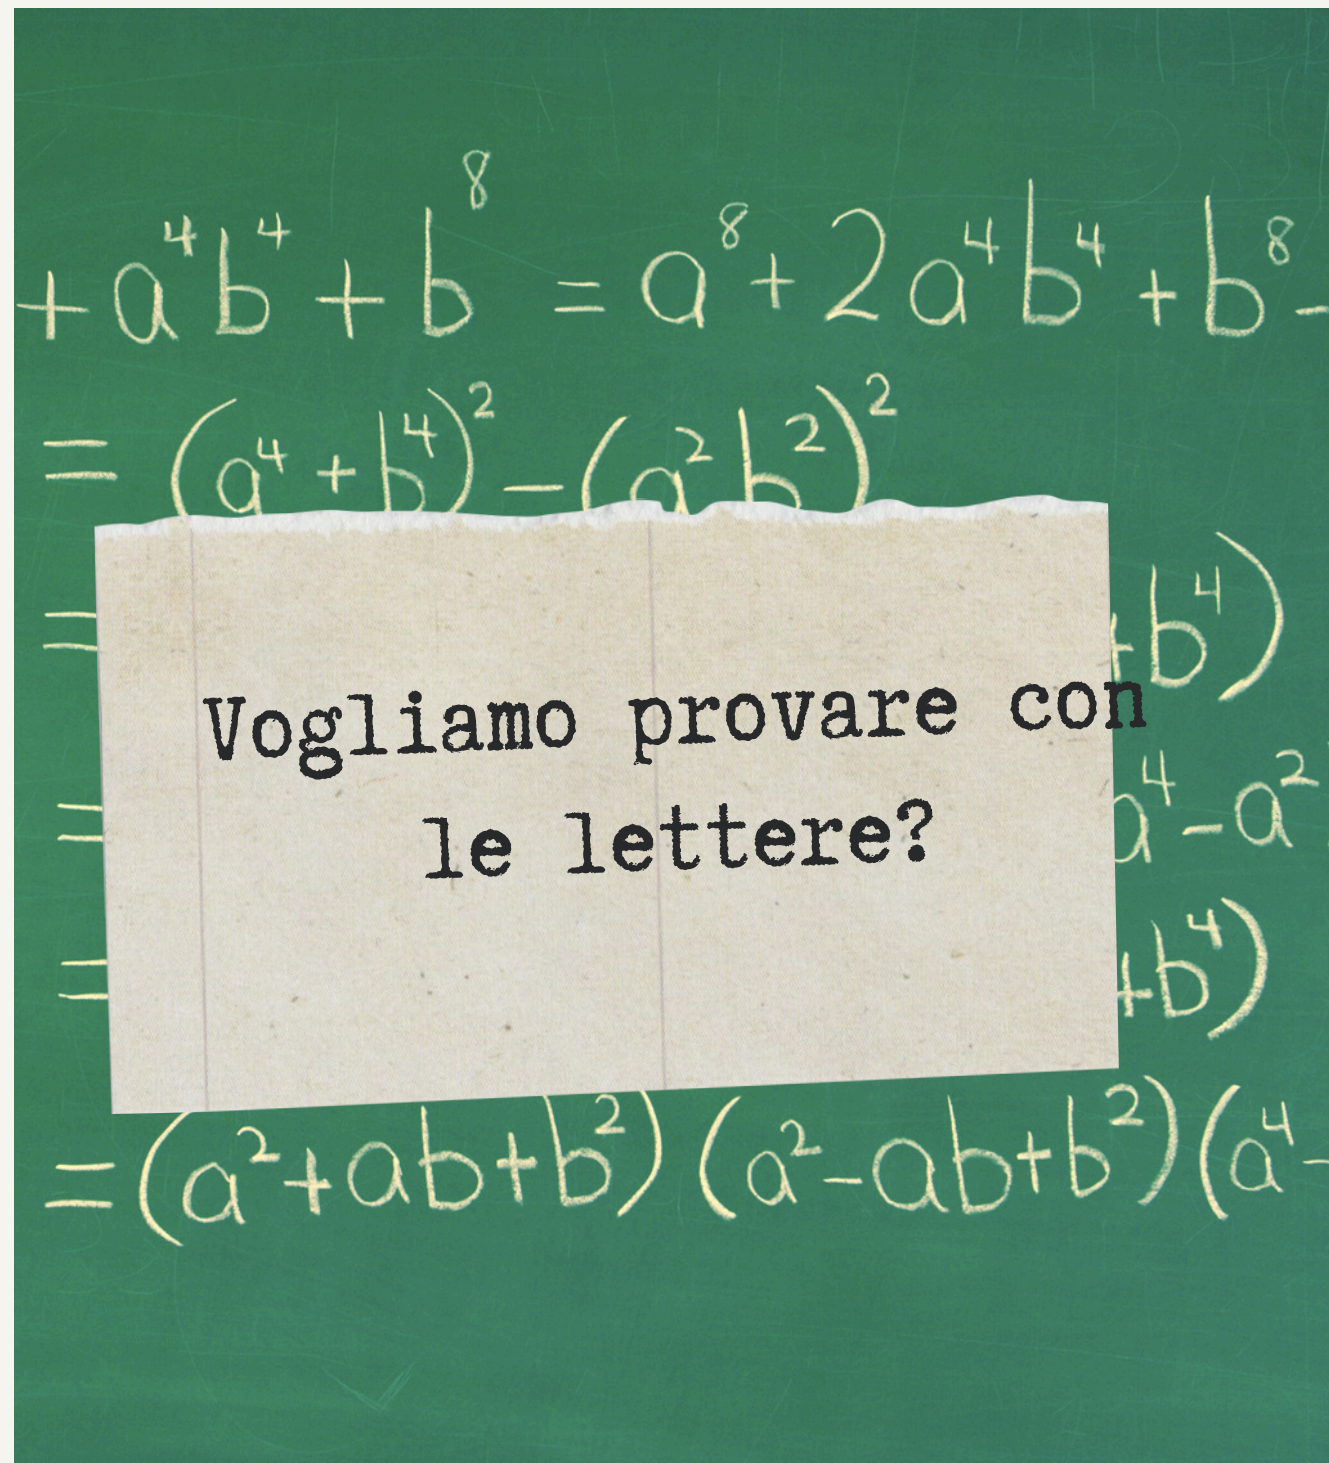 + a⁴b⁴ + b⁸ = a⁸ + 2a⁴b⁴ + b⁸ -
= (a⁴ + b⁴)² - (a²b²)²
= +b⁴)
Vogliamo provare con
le lettere?
= a⁴ - a²
= +b⁴)
= (a² + ab + b²) (a² - ab + b²) (a⁴ -